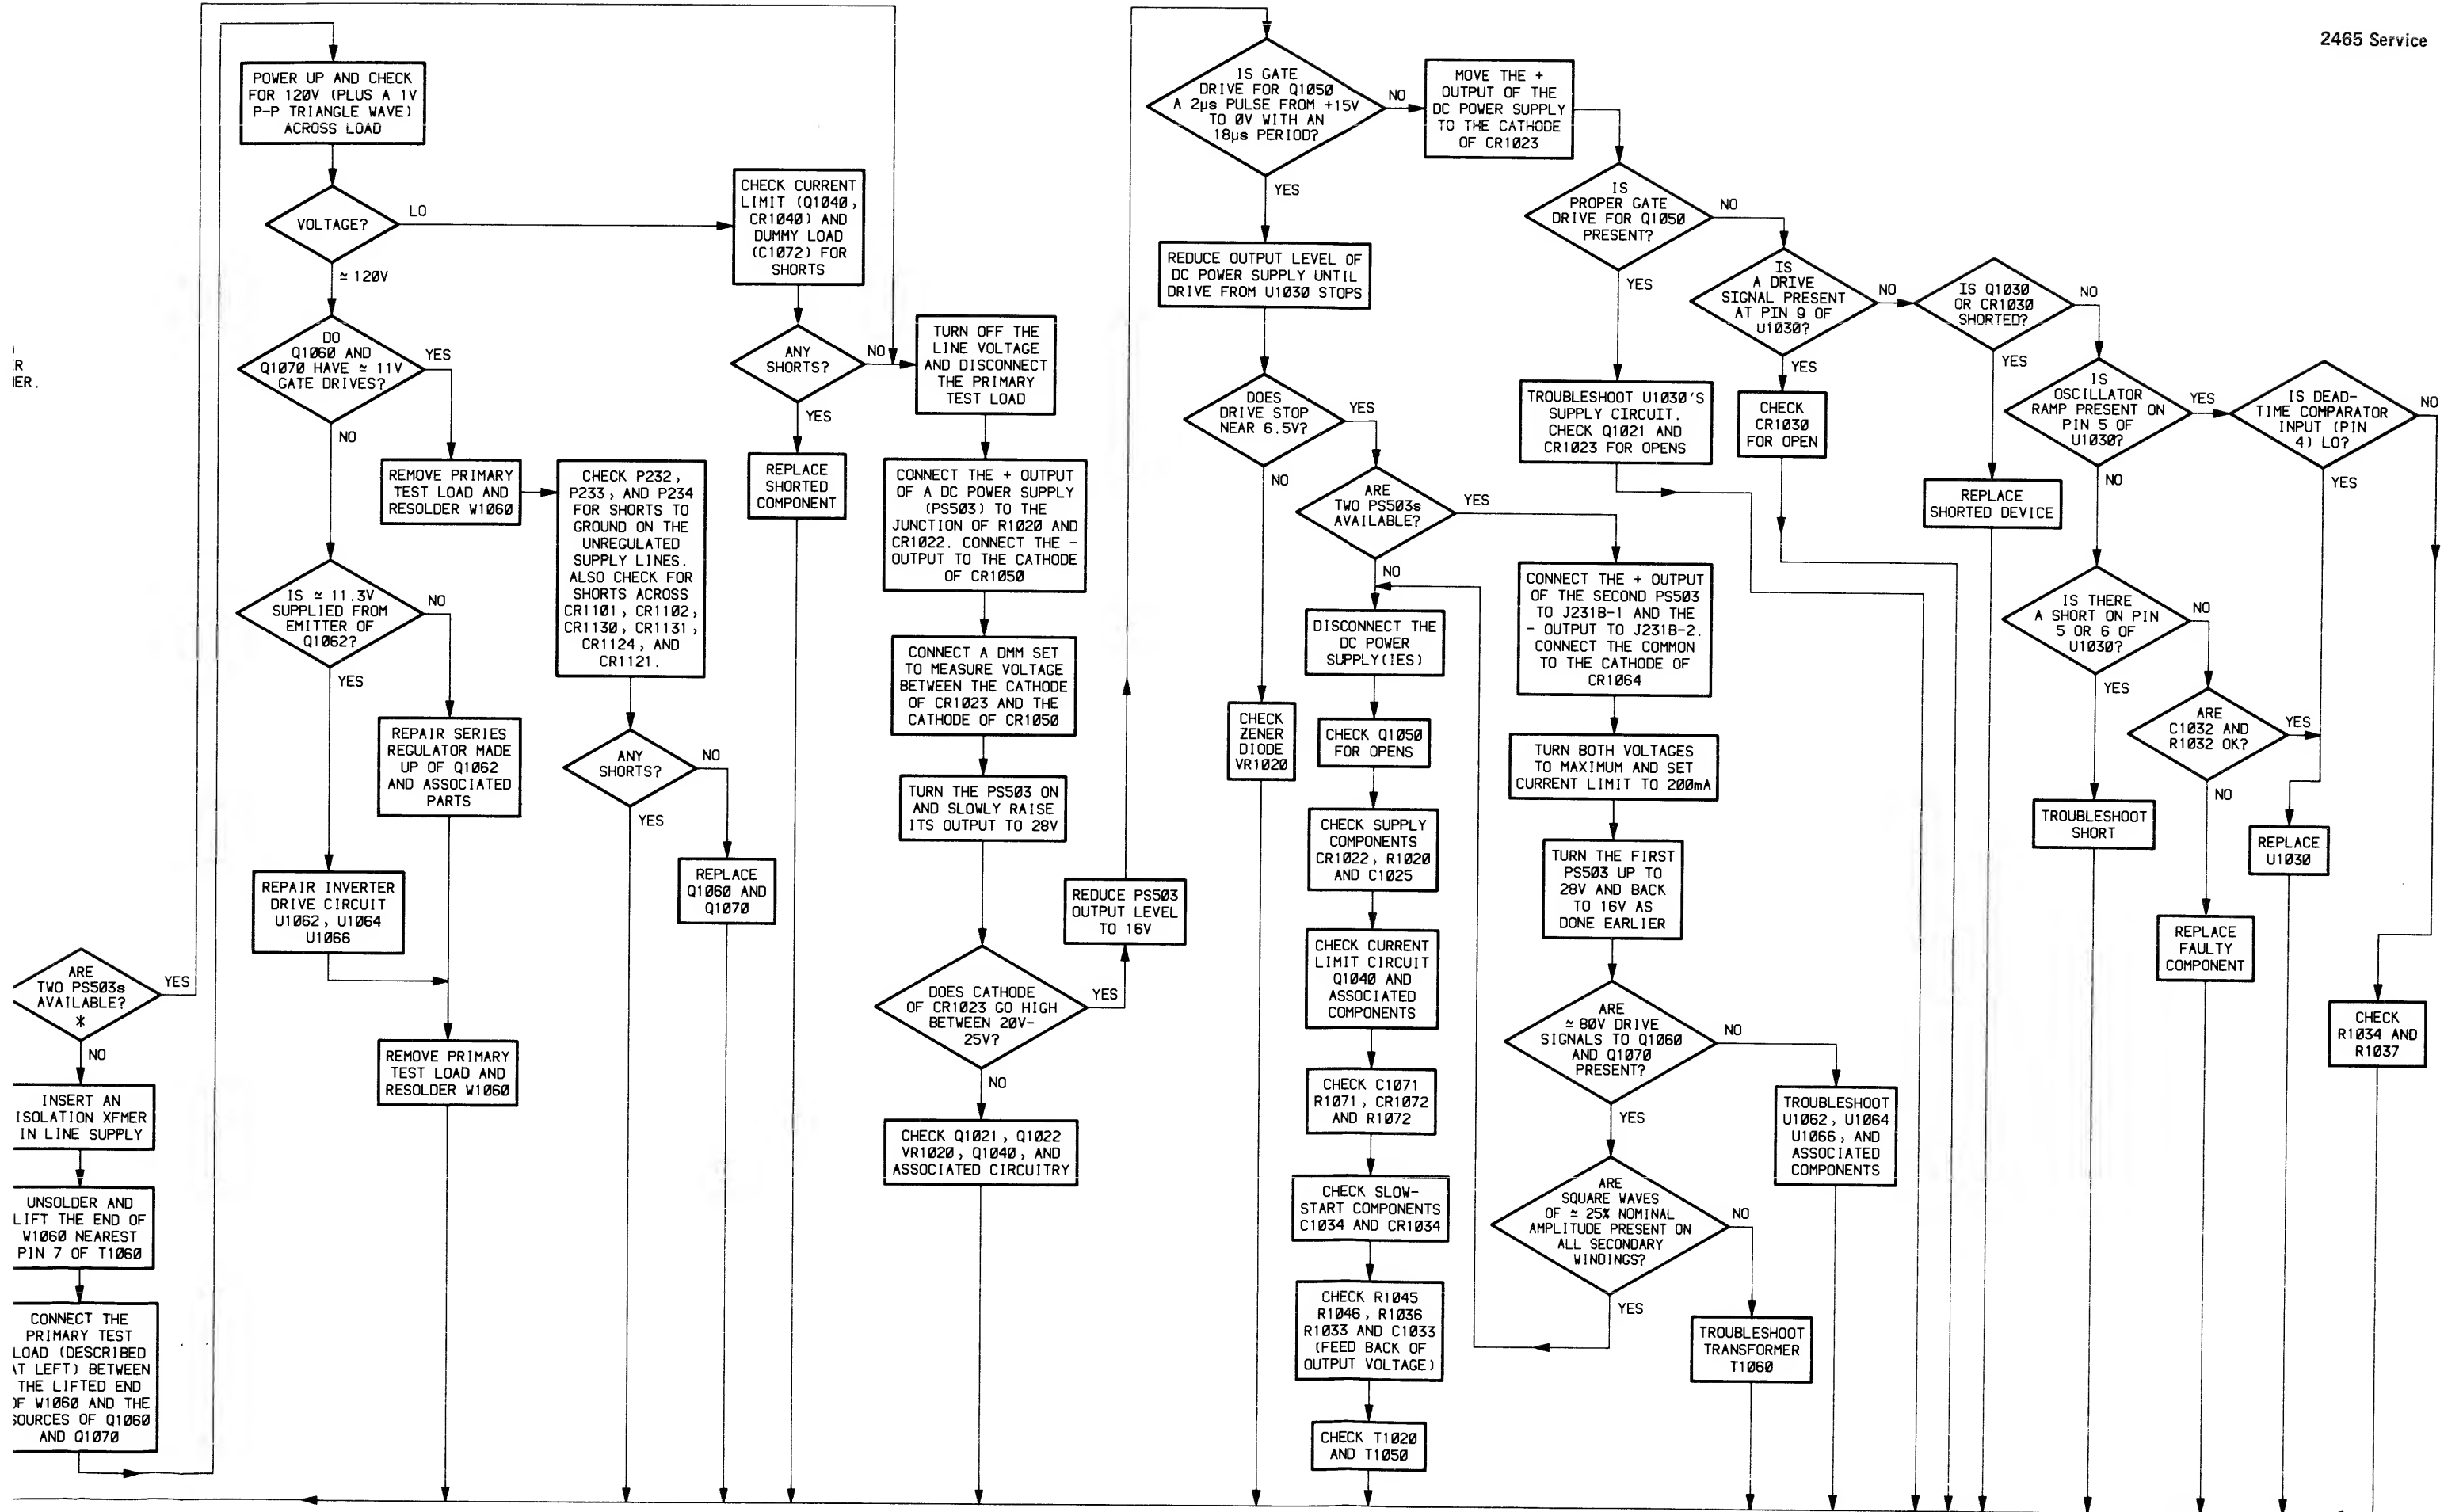 2465 Service
R
IER.
POWER UP AND CHECK
FOR 120V (PLUS A 1V
P-P TRIANGLE WAVE)
ACROSS LOAD
VOLTAGE?
LO
≃ 120V
DO
Q1060 AND
Q1070 HAVE ≃ 11V
GATE DRIVES?
YES
NO
REMOVE PRIMARY
TEST LOAD AND
RESOLDER W1060
CHECK P232,
P233, AND P234
FOR SHORTS TO
GROUND ON THE
UNREGULATED
SUPPLY LINES.
ALSO CHECK FOR
SHORTS ACROSS
CR1101, CR1102,
CR1130, CR1131,
CR1124, AND
CR1121.
IS ≃ 11.3V
SUPPLIED FROM
EMITTER OF
Q1062?
NO
YES
REPAIR SERIES
REGULATOR MADE
UP OF Q1062
AND ASSOCIATED
PARTS
ANY
SHORTS?
NO
YES
REPLACE
Q1060 AND
Q1070
REPAIR INVERTER
DRIVE CIRCUIT
U1062, U1064
U1066
REMOVE PRIMARY
TEST LOAD AND
RESOLDER W1060
ARE
TWO PS503s
AVAILABLE?
*
YES
NO
INSERT AN
ISOLATION XFMER
IN LINE SUPPLY
UNSOLDER AND
LIFT THE END OF
W1060 NEAREST
PIN 7 OF T1060
CONNECT THE
PRIMARY TEST
LOAD (DESCRIBED
AT LEFT) BETWEEN
THE LIFTED END
OF W1060 AND THE
SOURCES OF Q1060
AND Q1070
CHECK CURRENT
LIMIT (Q1040,
CR1040) AND
DUMMY LOAD
(C1072) FOR
SHORTS
ANY
SHORTS?
NO
YES
REPLACE
SHORTED
COMPONENT
TURN OFF THE
LINE VOLTAGE
AND DISCONNECT
THE PRIMARY
TEST LOAD
CONNECT THE + OUTPUT
OF A DC POWER SUPPLY
(PS503) TO THE
JUNCTION OF R1020 AND
CR1022. CONNECT THE -
OUTPUT TO THE CATHODE
OF CR1050
CONNECT A DMM SET
TO MEASURE VOLTAGE
BETWEEN THE CATHODE
OF CR1023 AND THE
CATHODE OF CR1050
TURN THE PS503 ON
AND SLOWLY RAISE
ITS OUTPUT TO 28V
DOES CATHODE
OF CR1023 GO HIGH
BETWEEN 20V-
25V?
YES
NO
REDUCE PS503
OUTPUT LEVEL
TO 16V
CHECK Q1021, Q1022
VR1020, Q1040, AND
ASSOCIATED CIRCUITRY
IS GATE
DRIVE FOR Q1050
A 2µs PULSE FROM +15V
TO 0V WITH AN
18µs PERIOD?
NO
YES
MOVE THE +
OUTPUT OF THE
DC POWER SUPPLY
TO THE CATHODE
OF CR1023
REDUCE OUTPUT LEVEL OF
DC POWER SUPPLY UNTIL
DRIVE FROM U1030 STOPS
DOES
DRIVE STOP
NEAR 6.5V?
YES
NO
CHECK
ZENER
DIODE
VR1020
ARE
TWO PS503s
AVAILABLE?
YES
NO
DISCONNECT THE
DC POWER
SUPPLY(IES)
CHECK Q1050
FOR OPENS
CHECK SUPPLY
COMPONENTS
CR1022, R1020
AND C1025
CHECK CURRENT
LIMIT CIRCUIT
Q1040 AND
ASSOCIATED
COMPONENTS
CHECK C1071
R1071, CR1072
AND R1072
CHECK SLOW-
START COMPONENTS
C1034 AND CR1034
CHECK R1045
R1046, R1036
R1033 AND C1033
(FEED BACK OF
OUTPUT VOLTAGE)
CHECK T1020
AND T1050
IS
PROPER GATE
DRIVE FOR Q1050
PRESENT?
NO
YES
TROUBLESHOOT U1030'S
SUPPLY CIRCUIT.
CHECK Q1021 AND
CR1023 FOR OPENS
CONNECT THE + OUTPUT
OF THE SECOND PS503
TO J231B-1 AND THE
- OUTPUT TO J231B-2.
CONNECT THE COMMON
TO THE CATHODE OF
CR1064
TURN BOTH VOLTAGES
TO MAXIMUM AND SET
CURRENT LIMIT TO 200mA
TURN THE FIRST
PS503 UP TO
28V AND BACK
TO 16V AS
DONE EARLIER
ARE
≃ 80V DRIVE
SIGNALS TO Q1060
AND Q1070
PRESENT?
NO
YES
TROUBLESHOOT
U1062, U1064
U1066, AND
ASSOCIATED
COMPONENTS
ARE
SQUARE WAVES
OF ≃ 25% NOMINAL
AMPLITUDE PRESENT ON
ALL SECONDARY
WINDINGS?
NO
YES
TROUBLESHOOT
TRANSFORMER
T1060
IS
A DRIVE
SIGNAL PRESENT
AT PIN 9 OF
U1030?
NO
YES
CHECK
CR1030
FOR OPEN
IS Q1030
OR CR1030
SHORTED?
NO
YES
REPLACE
SHORTED DEVICE
IS
OSCILLATOR
RAMP PRESENT ON
PIN 5 OF
U1030?
YES
NO
IS DEAD-
TIME COMPARATOR
INPUT (PIN
4) LO?
NO
YES
IS THERE
A SHORT ON PIN
5 OR 6 OF
U1030?
NO
YES
ARE
C1032 AND
R1032 OK?
YES
NO
TROUBLESHOOT
SHORT
REPLACE
U1030
REPLACE
FAULTY
COMPONENT
CHECK
R1034 AND
R1037